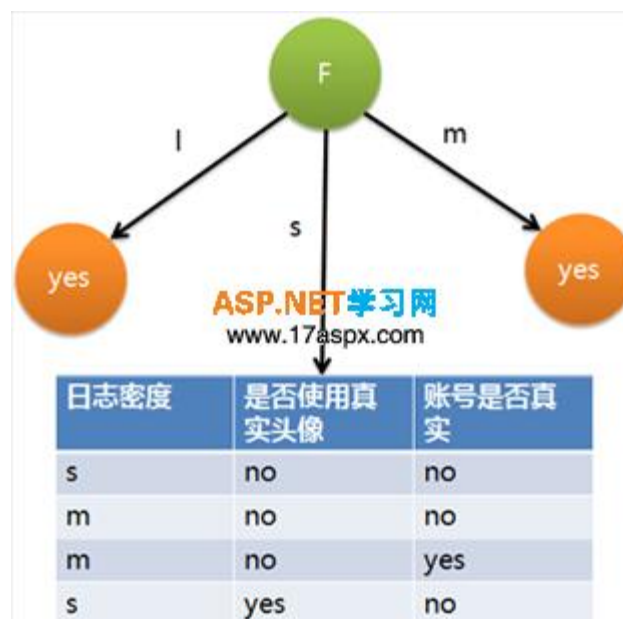 F
l
m
s
yes
yes
ASP.NET学习网
www.17aspx.com
日志密度 是否使用真实头像 账号是否真实
s no no
m no no
m no yes
s yes no